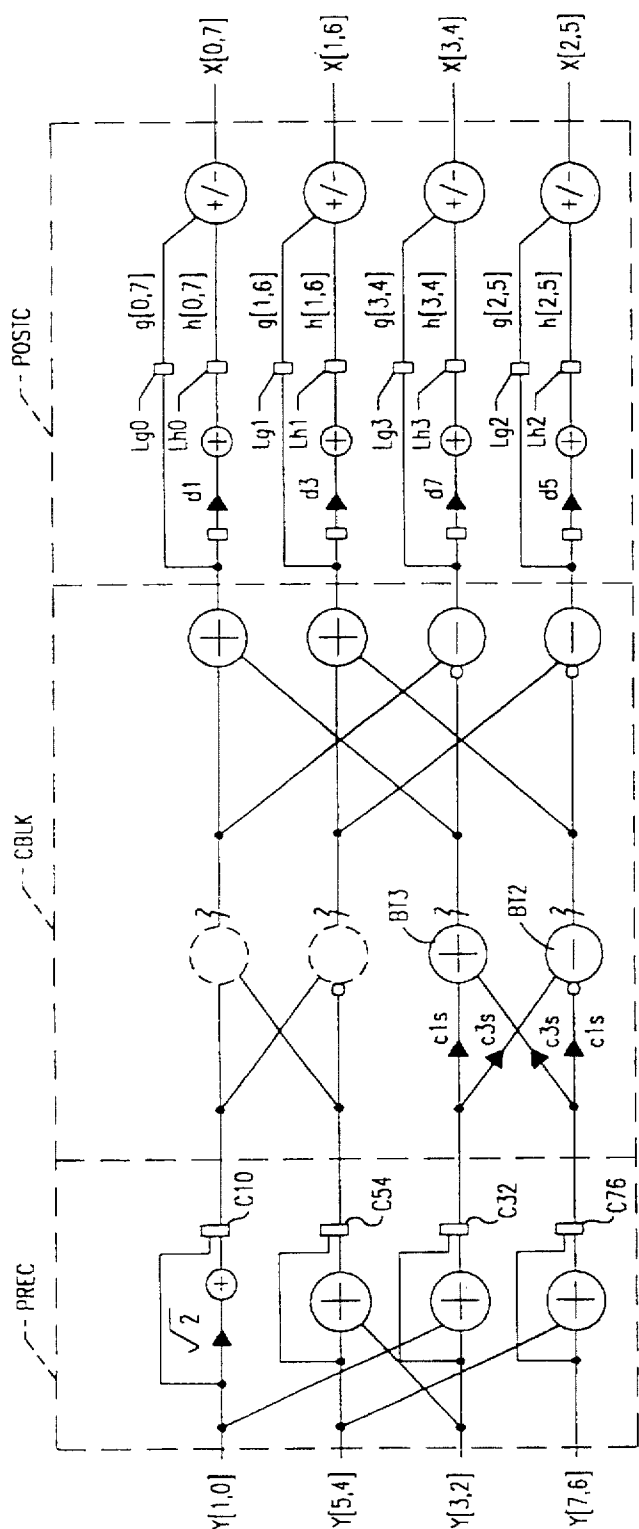 PREC
CBLK
POSTC
Y[1,0]
√2
C10
Lg0
Lh0
d1
g[0,7]
h[0,7]
+/-
X[0,7]
Y[5,4]
C54
Lg1
Lh1
d3
g[1,6]
h[1,6]
+/-
X[1,6]
Y[3,2]
C32
c1s
c3s
BT3
Lg3
Lh3
d7
g[3,4]
h[3,4]
+/-
X[3,4]
Y[7,6]
C76
c3s
c1s
BT2
Lg2
Lh2
d5
g[2,5]
h[2,5]
+/-
X[2,5]